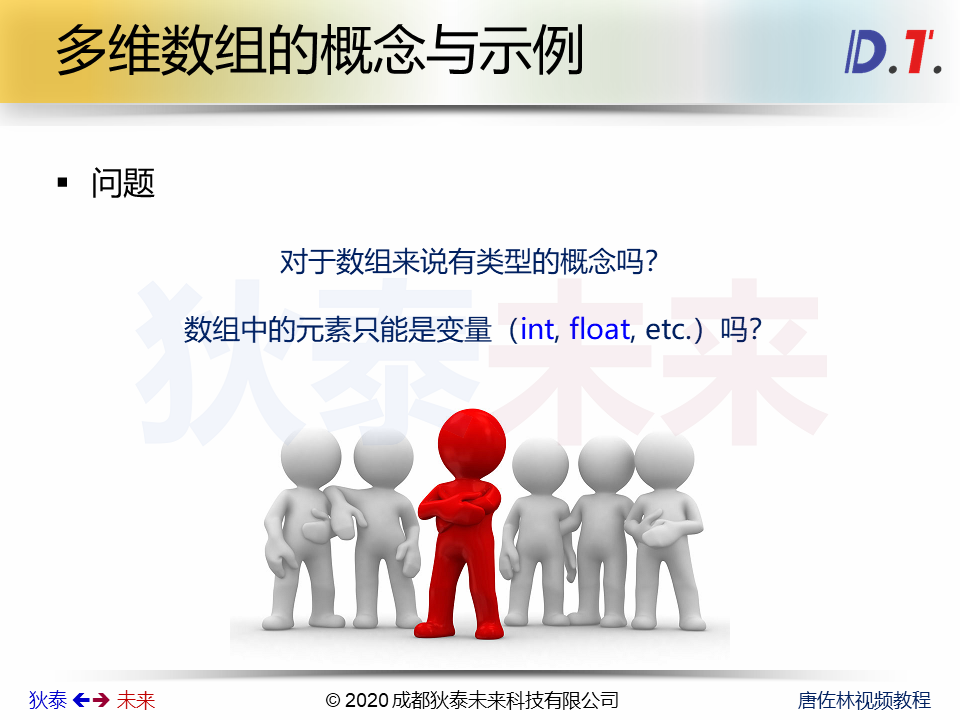 多维数组的概念与示例
D.T.
▪ 问题
对于数组来说有类型的概念吗?
数组中的元素只能是变量（int, float, etc.）吗?
狄泰未来
狄泰 🡸🡺 未来
© 2020 成都狄泰未来科技有限公司
唐佐林视频教程